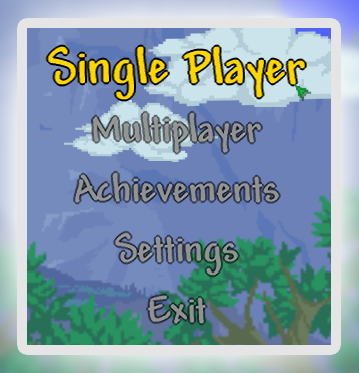 Single Player
Multiplayer
Achievements
Settings
Exit